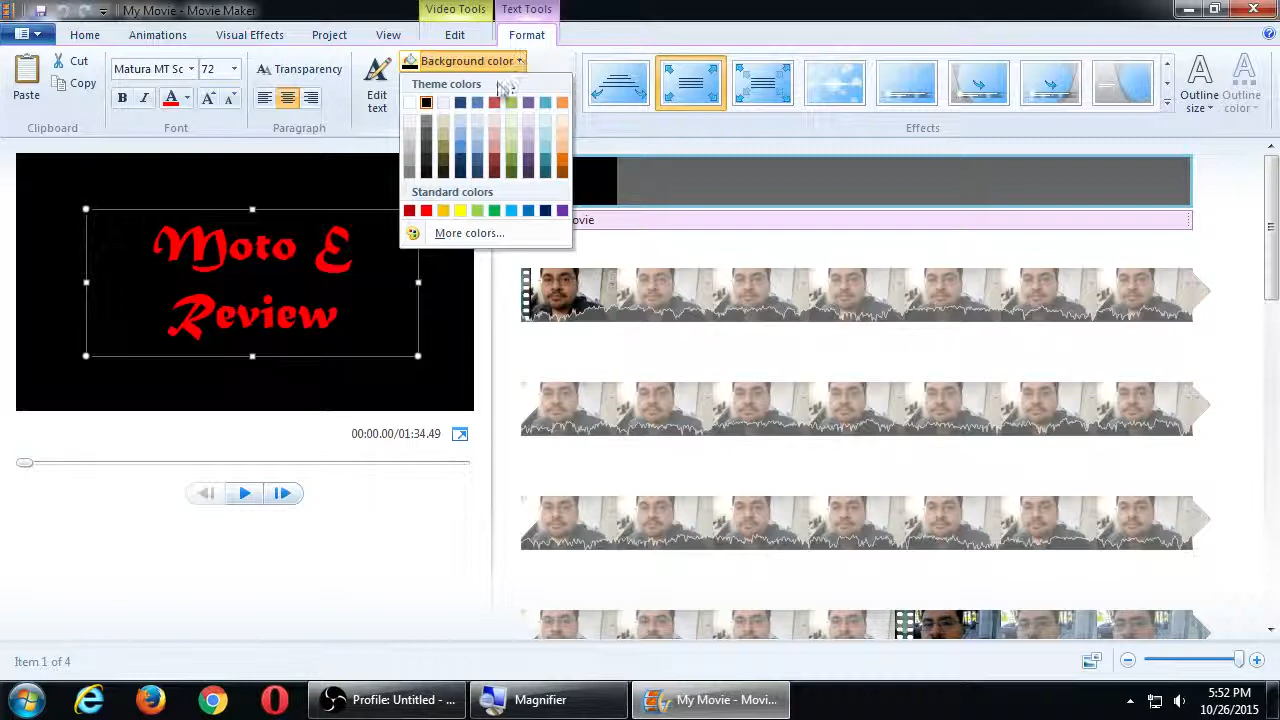 My Movie - Movie Maker
Video Tools
Text Tools
Home
Animations
Visual Effects
Project
View
Edit
Format
Paste
Cut
Copy
Clipboard
Matura MT Sc
72
B
I
A
A
A
Font
Transparency
Paragraph
Edit
text
Background color
Theme colors
Standard colors
More colors...
Effects
Outline
size
Outline
color
Moto E
Review
ovie
00:00.00/01:34.49
Item 1 of 4
Profile: Untitled - ...
Magnifier
My Movie - Movi...
5:52 PM
10/26/2015